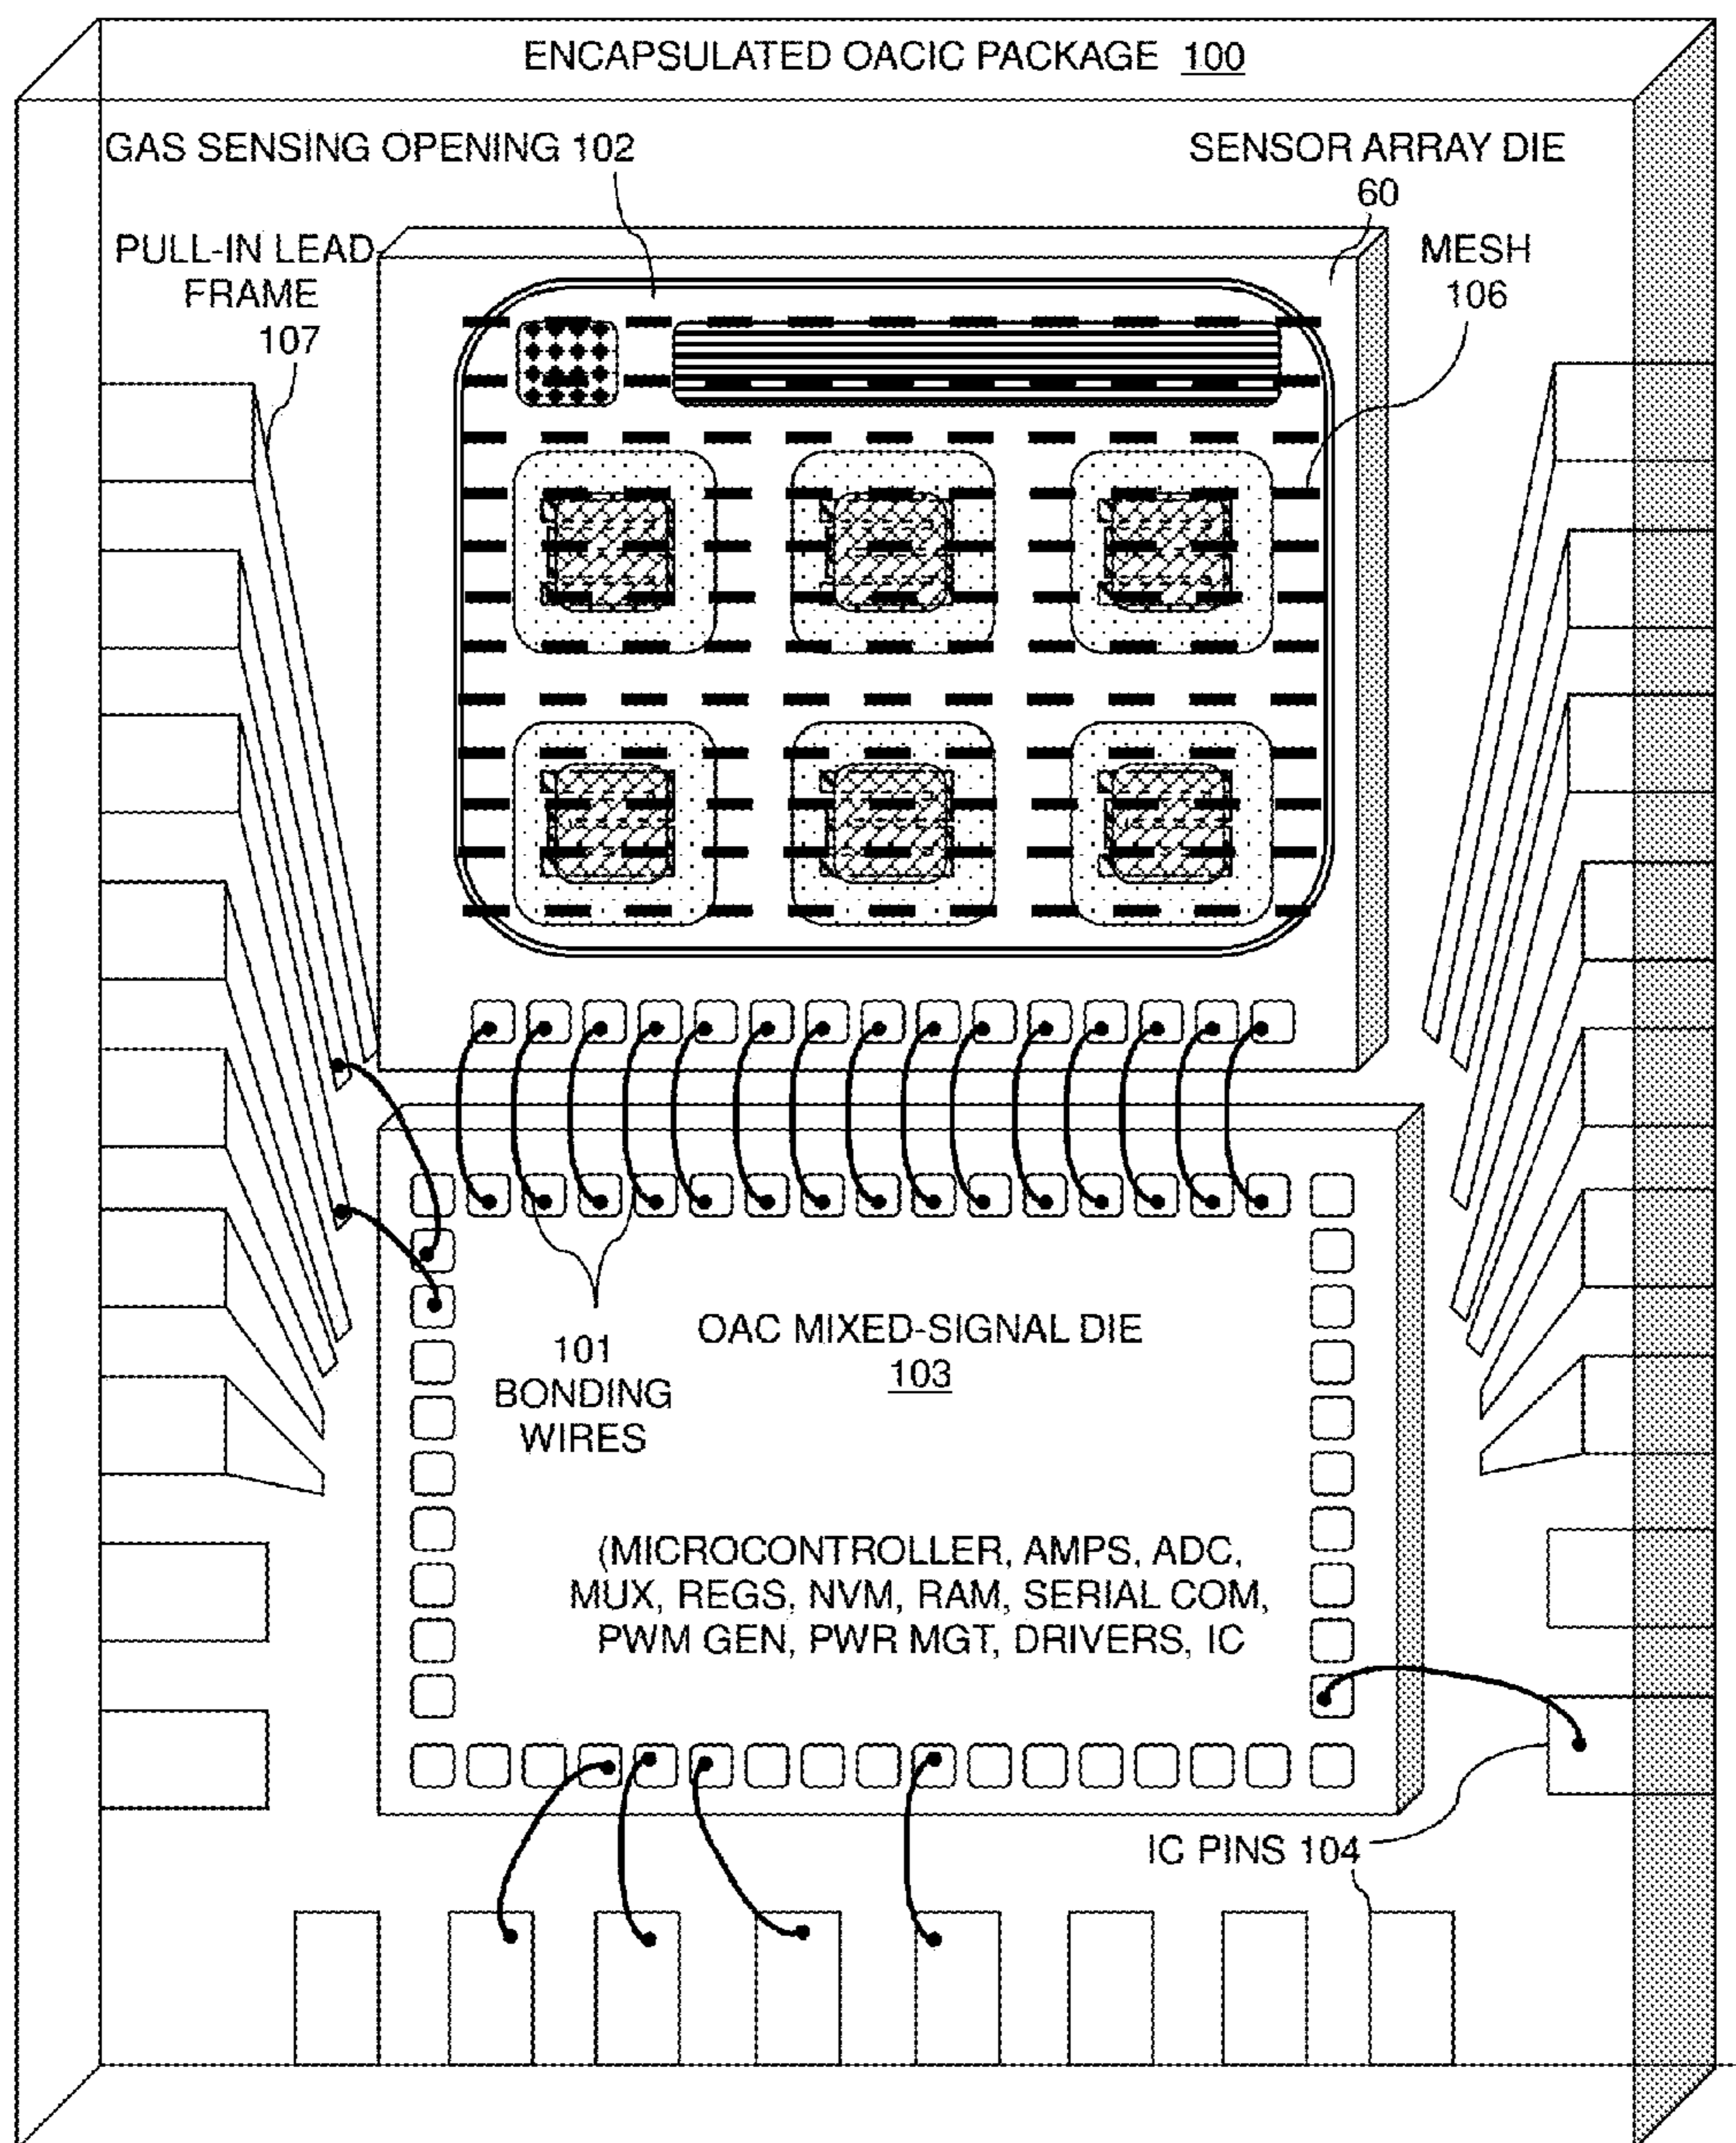 ENCAPSULATED OACIC PACKAGE 100
GAS SENSING OPENING 102
SENSOR ARRAY DIE
60
PULL-IN LEAD
FRAME
107
MESH
106
101
BONDING
WIRES
OAC MIXED-SIGNAL DIE
103
(MICROCONTROLLER, AMPS, ADC,
MUX, REGS, NVM, RAM, SERIAL COM,
PWM GEN, PWR MGT, DRIVERS, IC
IC PINS 104